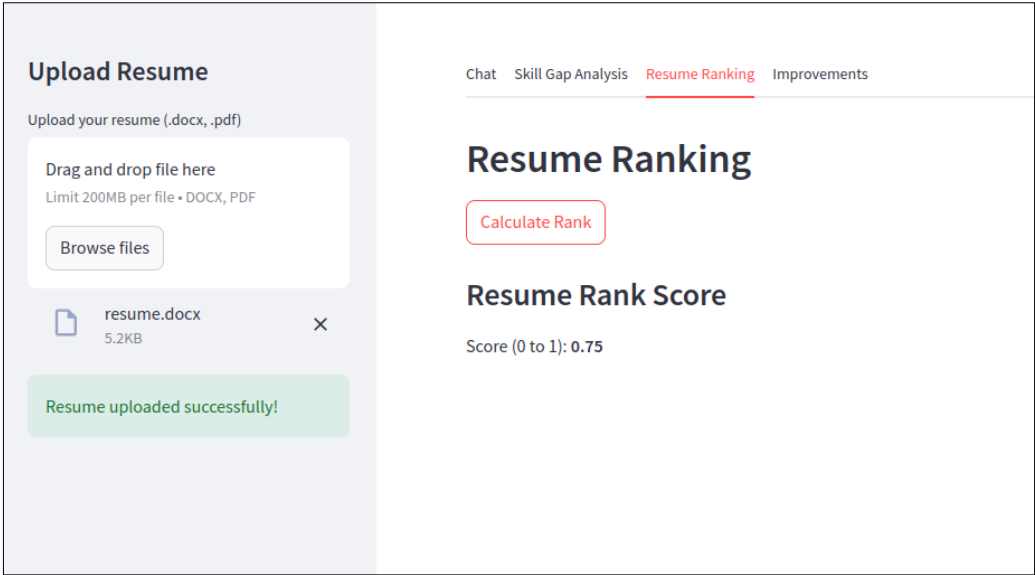 Upload Resume
Upload your resume (.docx, .pdf)
Drag and drop file here
Limit 200MB per file • DOCX, PDF
Browse files
resume.docx
5.2KB
Resume uploaded successfully!
Chat Skill Gap Analysis Resume Ranking Improvements
Resume Ranking
Calculate Rank
Resume Rank Score
Score (0 to 1): 0.75